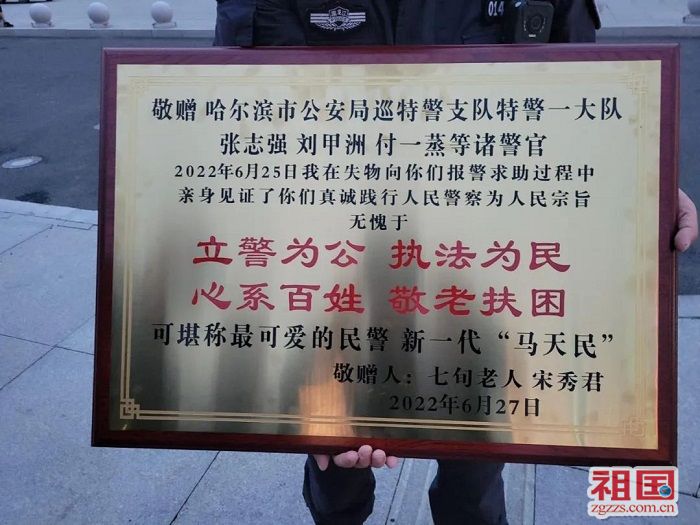 014
敬赠 哈尔滨市公安局巡特警支队特警一大队
张志强 刘甲洲 付一蒸等诸警官
2022年6月25日我在失物向你们报警求助过程中
亲身见证了你们真诚践行人民警察为人民宗旨
无愧于
立警为公 执法为民
心系百姓 敬老扶困
可堪称最可爱的民警 新一代“马天民”
敬赠人：七旬老人 宋秀君
2022年6月27日
祖国
zgzzs.com.cn